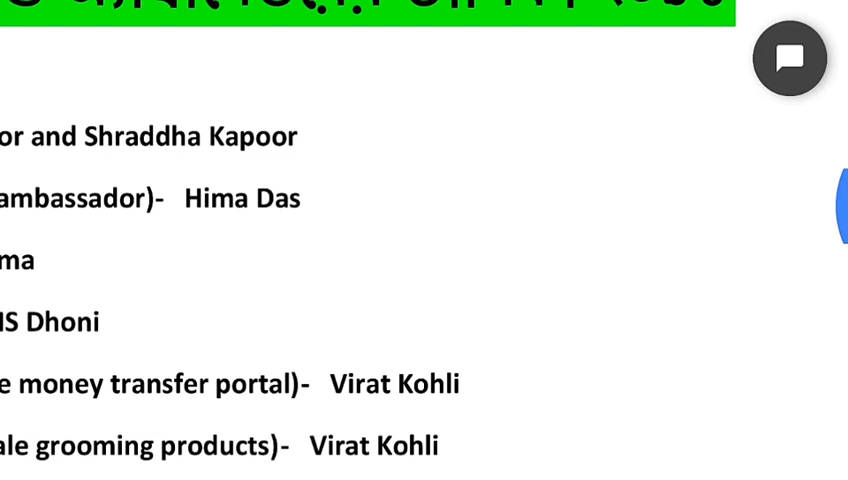 or and Shraddha Kapoor
ambassador)- Hima Das
ma
IS Dhoni
e money transfer portal)- Virat Kohli
ale grooming products)- Virat Kohli